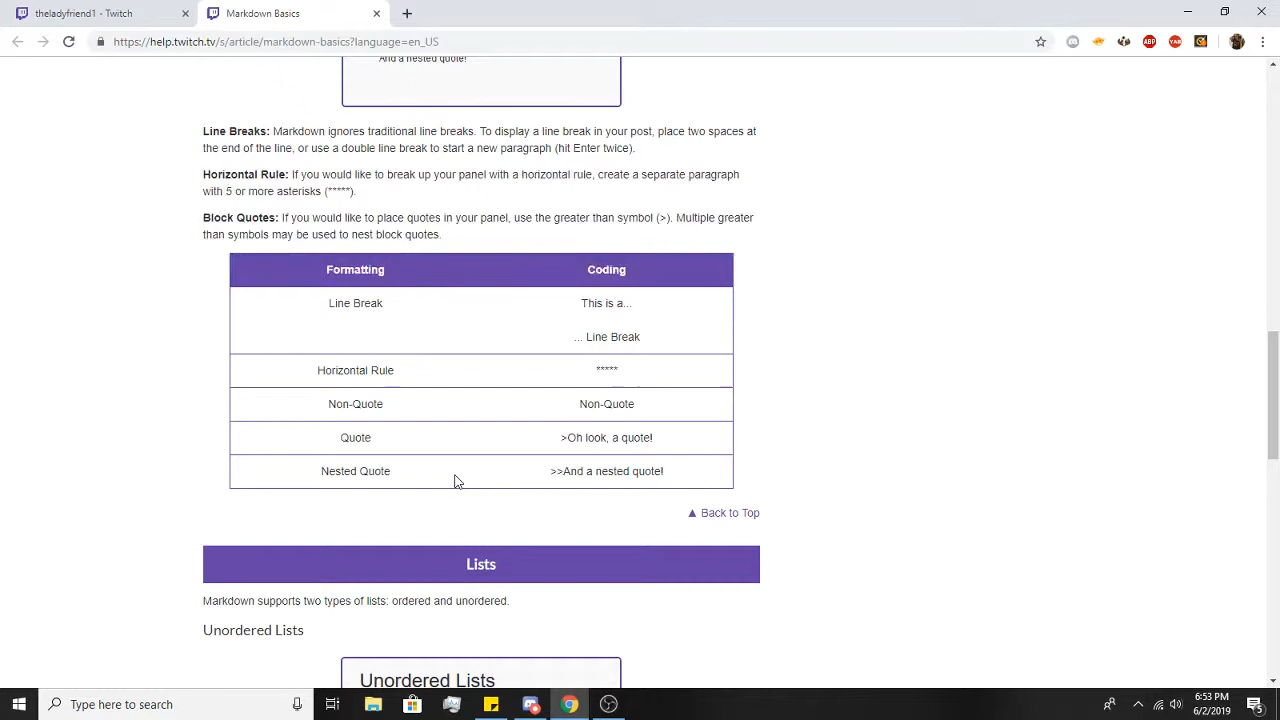 theladyfriend1 - Twitch
Markdown Basics
https://help.twitch.tv/s/article/markdown-basics?language=en_US
ABP
And a nested quote!
Line Breaks: Markdown ignores traditional line breaks. To display a line break in your post, place two spaces at
the end of the line, or use a double line break to start a new paragraph (hit Enter twice).
Horizontal Rule: If you would like to break up your panel with a horizontal rule, create a separate paragraph
with 5 or more asterisks (*****).
Block Quotes: If you would like to place quotes in your panel, use the greater than symbol (>). Multiple greater
than symbols may be used to nest block quotes.
Formatting Coding
Line Break This is a...
... Line Break
Horizontal Rule *****
Non-Quote Non-Quote
Quote >Oh look, a quote!
Nested Quote >>And a nested quote!
▲ Back to Top
Lists
Markdown supports two types of lists: ordered and unordered.
Unordered Lists
Unordered Lists
Type here to search
6:53 PM
6/2/2019